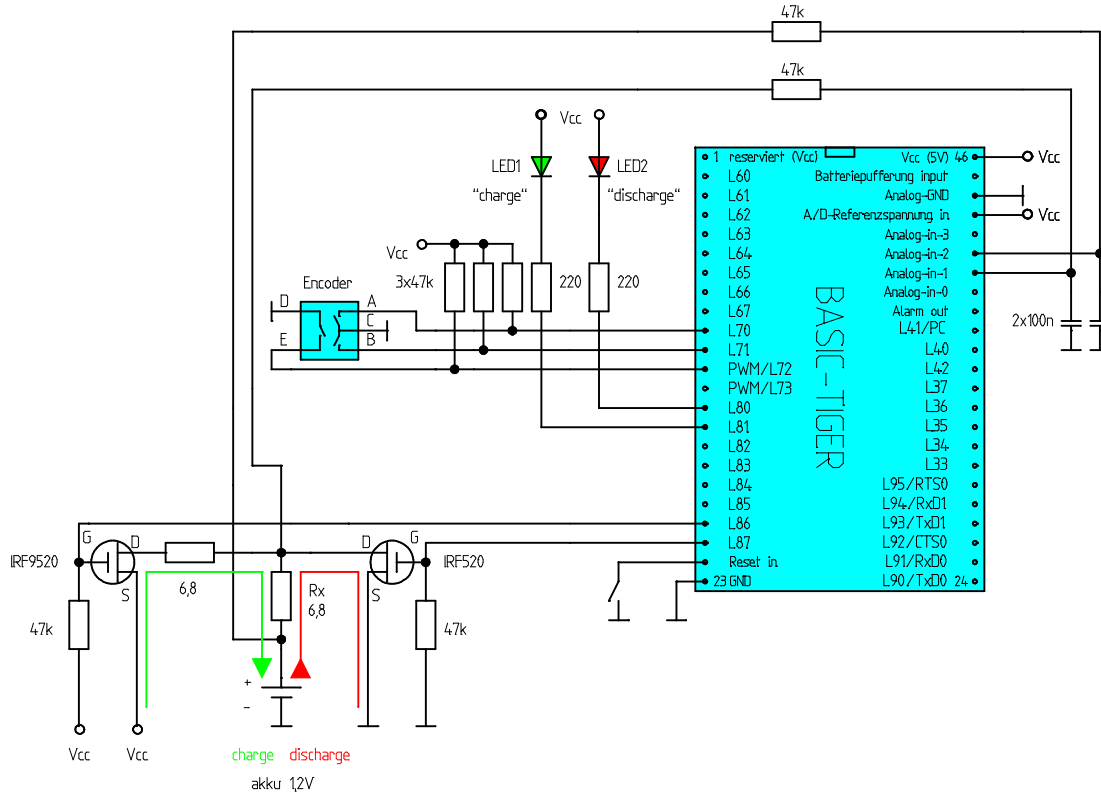 47k
47k
Vcc
LED1
"charge"
LED2
"discharge"
Vcc
3x47k
220
220
Encoder
D
A
C
E
B
1 reserviert (Vcc)
L60
L61
L62
L63
L64
L65
L66
L67
L70
L71
PWM/L72
PWM/L73
L80
L81
L82
L83
L84
L85
L86
L87
Reset in
23 GND
BASIC-TIGER
Vcc (5V) 46
Batteriepufferung input
Analog-GND
A/D-Referenzspannung in
Analog-in-3
Analog-in-2
Analog-in-1
Analog-in-0
Alarm out
L41/PC
L40
L42
L37
L36
L35
L34
L33
L95/RTS0
L94/RxD1
L93/TxD1
L92/CTS0
L91/RxD0
L90/TxD0 24
Vcc
Vcc
2x100n
G
D
IRF9520
S
6,8
47k
Vcc
Vcc
Rx
6,8
D
G
IRF520
S
47k
+
-
charge
discharge
akku 1,2V